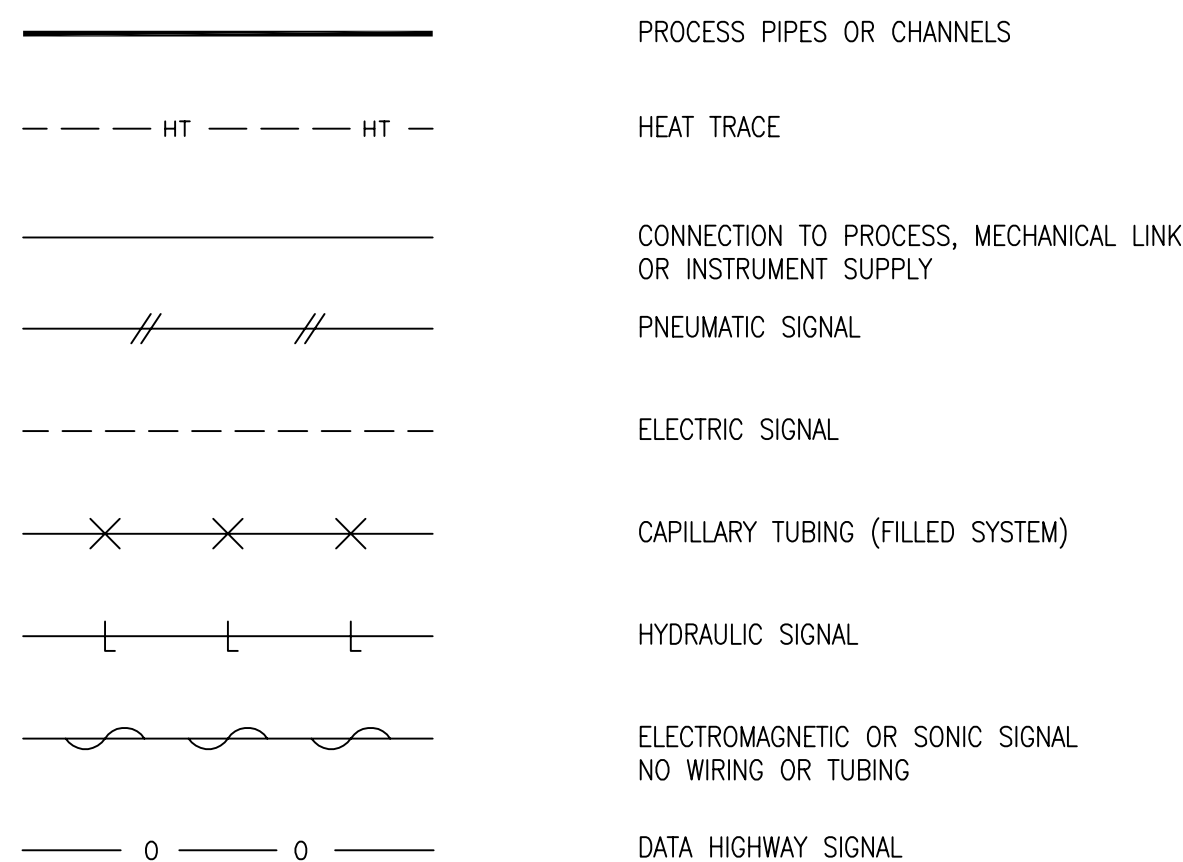 PROCESS PIPES OR CHANNELS
HT HT HEAT TRACE
CONNECTION TO PROCESS, MECHANICAL LINK
OR INSTRUMENT SUPPLY
PNEUMATIC SIGNAL
ELECTRIC SIGNAL
CAPILLARY TUBING (FILLED SYSTEM)
L L L HYDRAULIC SIGNAL
ELECTROMAGNETIC OR SONIC SIGNAL
NO WIRING OR TUBING
O O DATA HIGHWAY SIGNAL